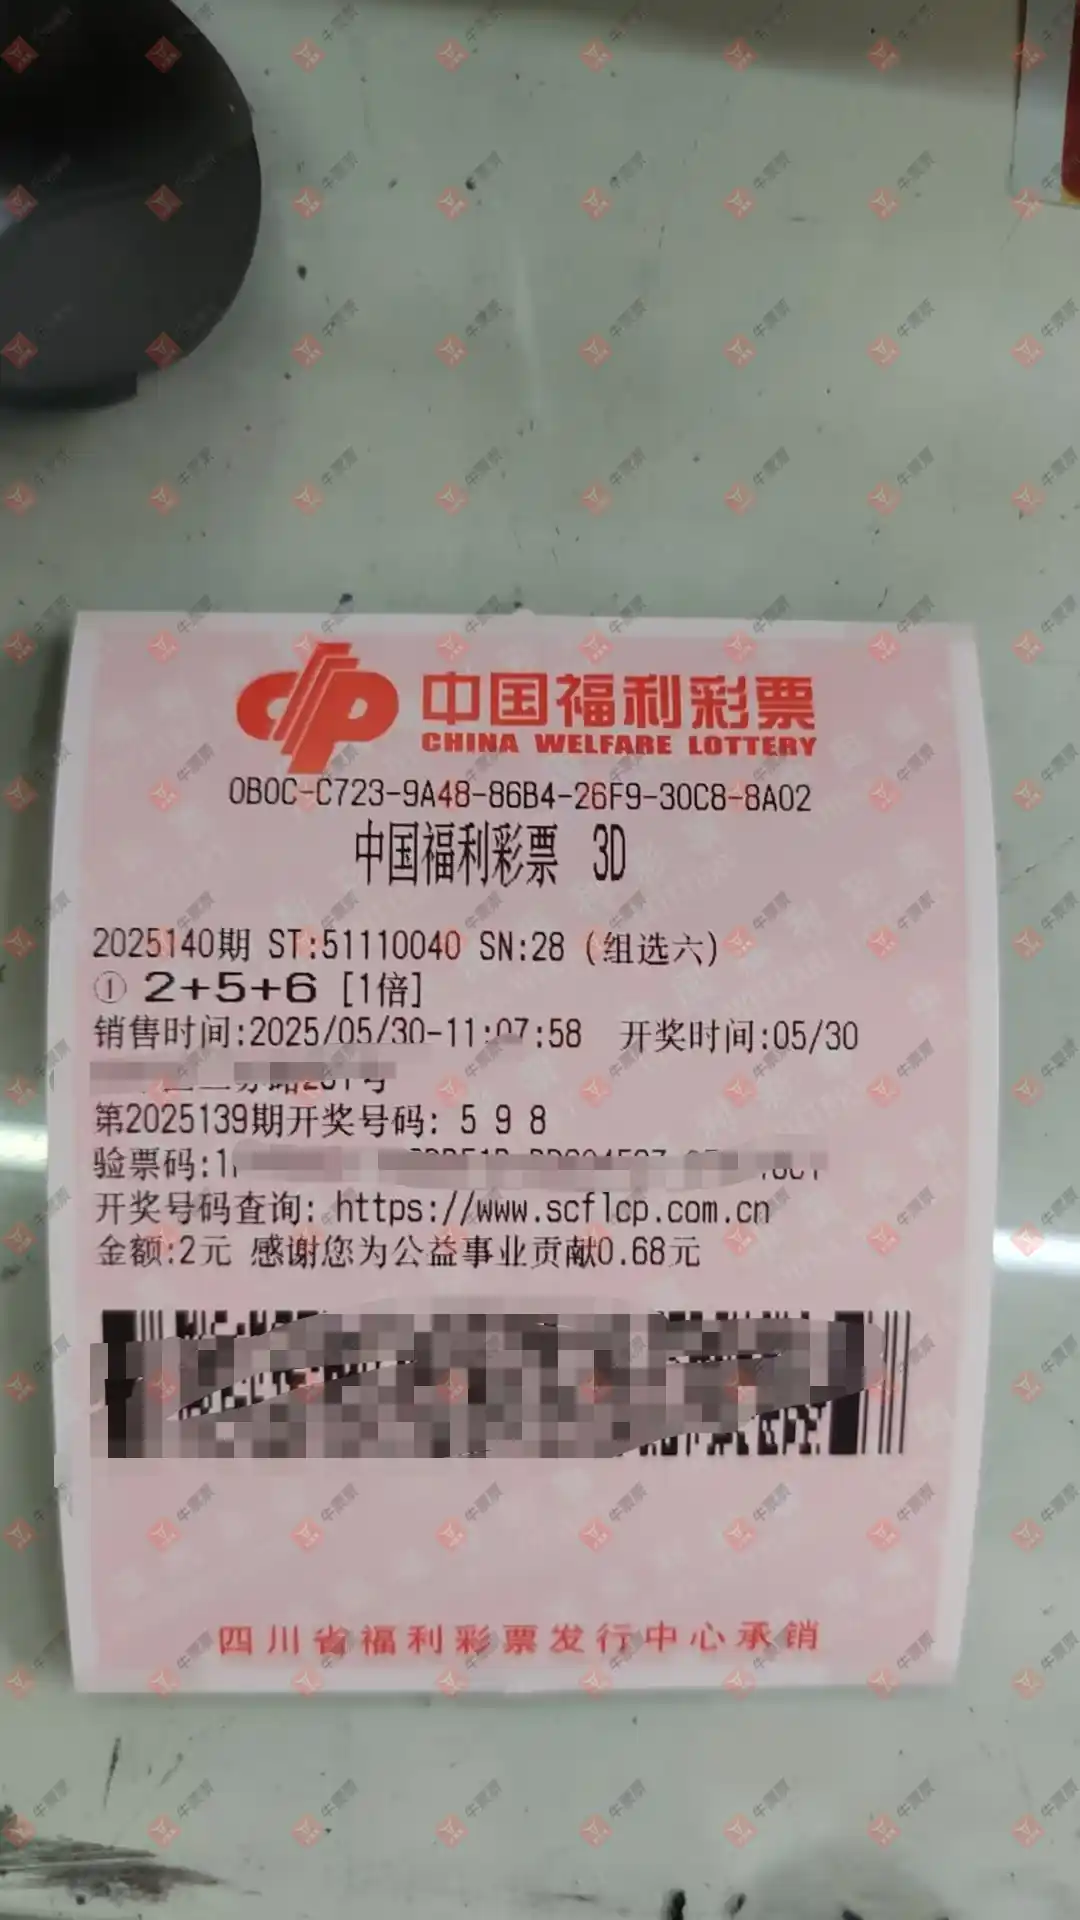 中国福利彩票
CHINA WELFARE LOTTERY
0B0C-C723-9A48-86B4-26F9-30C8-8A02
中国福利彩票 3D
2025140期 ST:51110040 SN:28 (组选六)
① 2+5+6 [1倍]
销售时间:2025/05/30-11:07:58 开奖时间:05/30
第2025139期开奖号码: 5 9 8
验票码:1
开奖号码查询: https://www.scflcp.com.cn
金额:2元 感谢您为公益事业贡献0.68元
四川省福利彩票发行中心承销